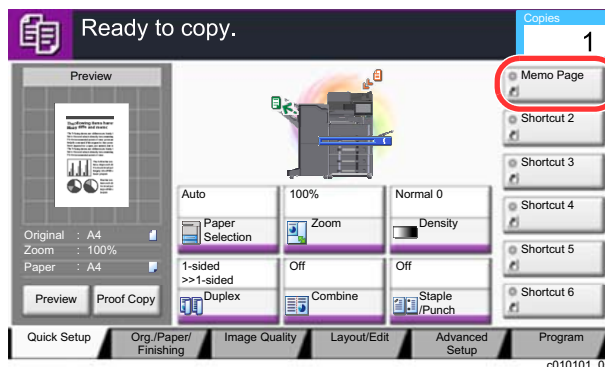 Ready to copy.
Copies
1
Preview
Original : A4
Zoom : 100%
Paper : A4
Preview
Proof Copy
Auto
Paper
Selection
100%
Zoom
Normal 0
Density
1-sided
>>1-sided
Duplex
Off
Combine
Off
Staple
/Punch
Memo Page
Shortcut 2
Shortcut 3
Shortcut 4
Shortcut 5
Shortcut 6
Quick Setup
Org./Paper/
Finishing
Image Quality
Layout/Edit
Advanced
Setup
Program